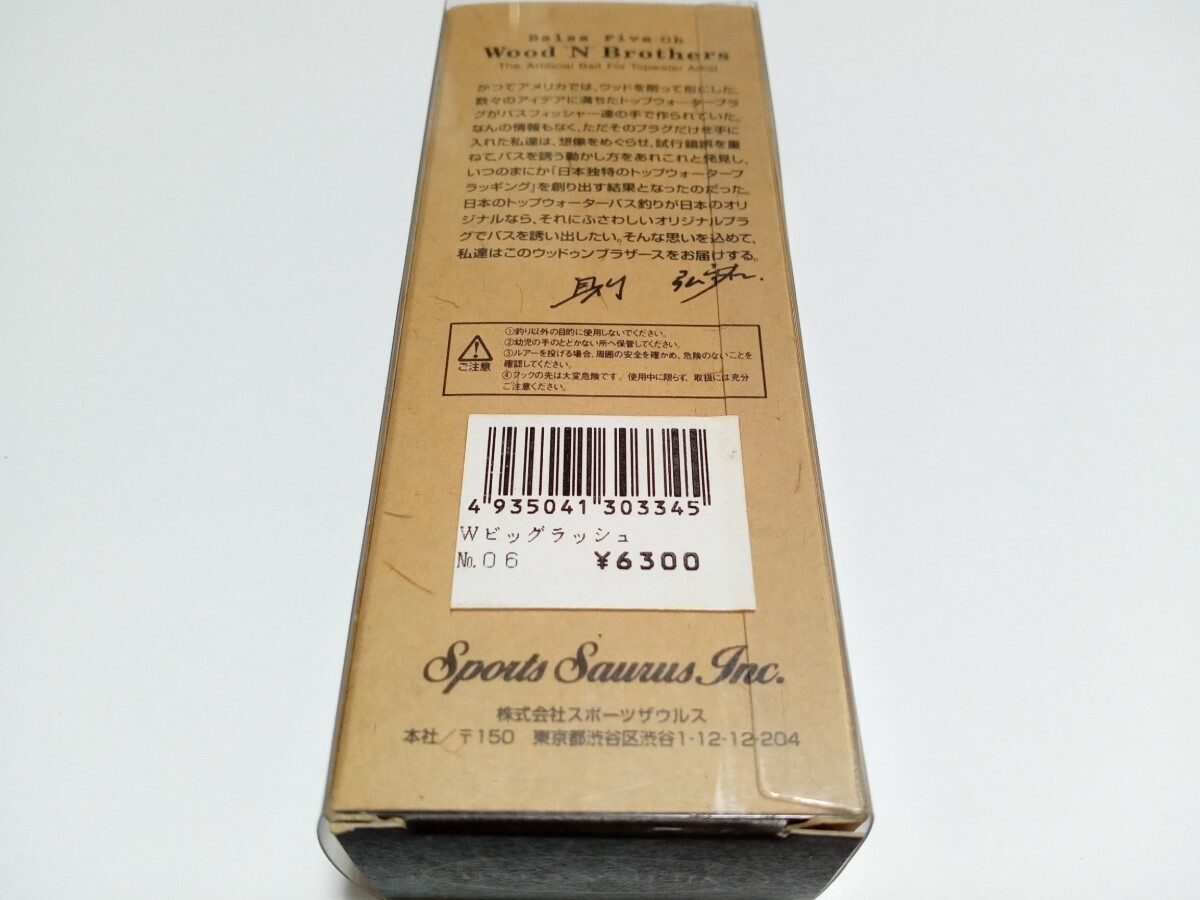 Balsa Five Oh
Wood 'N' Brothers
The Artificial Bait For Topwater Artist.
かつてアメリカでは、ウッドを削って形にした、
数々のアイデアに満ちたトップウォータープラ
グがバスフィッシャー達の手で作られていた。
なんの情報もなく、ただそのプラグだけを手に
入れた私達は、想像をめぐらせ、試行錯誤を重
ねて、バスを誘う動かし方をあれこれと発見し、
いつのまにか「日本独特のトップウォータープ
ラッギング」を創り出す結果となったのだった。
日本のトップウォーターバス釣りが日本のオリ
ジナルなら、それにふさわしいオリジナルプラ
グでバスを誘い出したい。そんな思いを込めて、
私達はこのウッドゥンブラザースをお届けする。
ご注意
①釣り以外の目的に使用しないでください。
②幼児の手のとどかない所へ保管してください。
③ルアーを投げる場合、周囲の安全を確かめ、危険のないことを
確認してください。
④フックの先は大変危険です。使用中に限らず、取扱には充分
ご注意ください。
4 935041 303345
Wビッグラッシュ
№.06 ¥6300
Sports Saurus Inc.
株式会社スポーツザウルス
本社/〒150 東京都渋谷区渋谷1-12-12-204